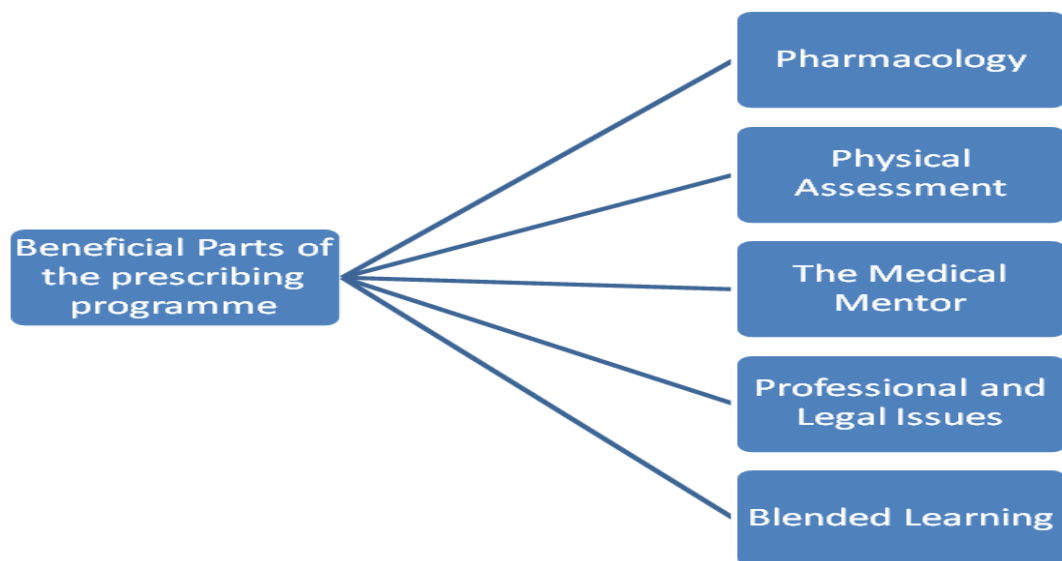 Beneficial Parts of
the prescribing
programme
Pharmacology
Physical
Assessment
The Medical
Mentor
Professional and
Legal Issues
Blended Learning